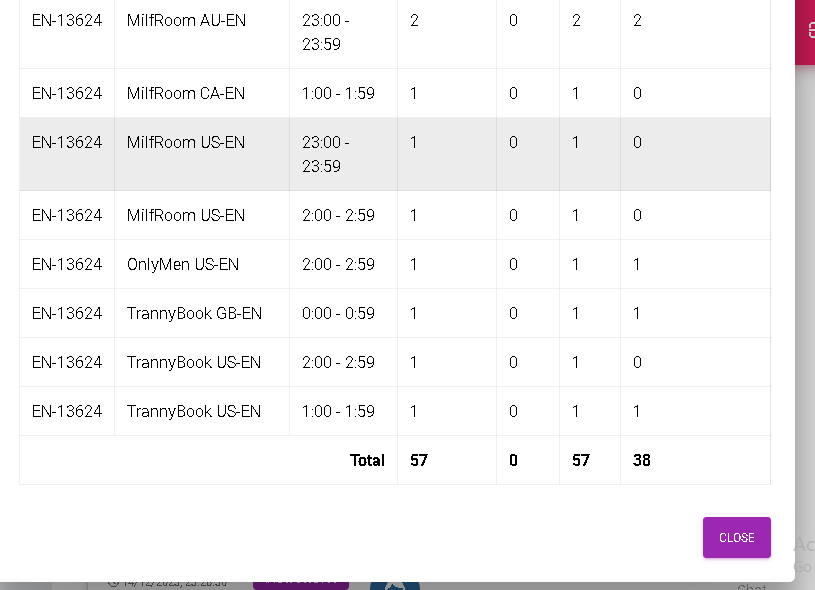 EN-13624 MilfRoom AU-EN 23:00 - 2 0 2 2
23:59
EN-13624 MilfRoom CA-EN 1:00 - 1:59 1 0 1 0
EN-13624 MilfRoom US-EN 23:00 - 1 0 1 0
23:59
EN-13624 MilfRoom US-EN 2:00 - 2:59 1 0 1 0
EN-13624 OnlyMen US-EN 2:00 - 2:59 1 0 1 1
EN-13624 TrannyBook GB-EN 0:00 - 0:59 1 0 1 1
EN-13624 TrannyBook US-EN 2:00 - 2:59 1 0 1 0
EN-13624 TrannyBook US-EN 1:00 - 1:59 1 0 1 1
Total 57 0 57 38
CLOSE
Ac
Go
Chat